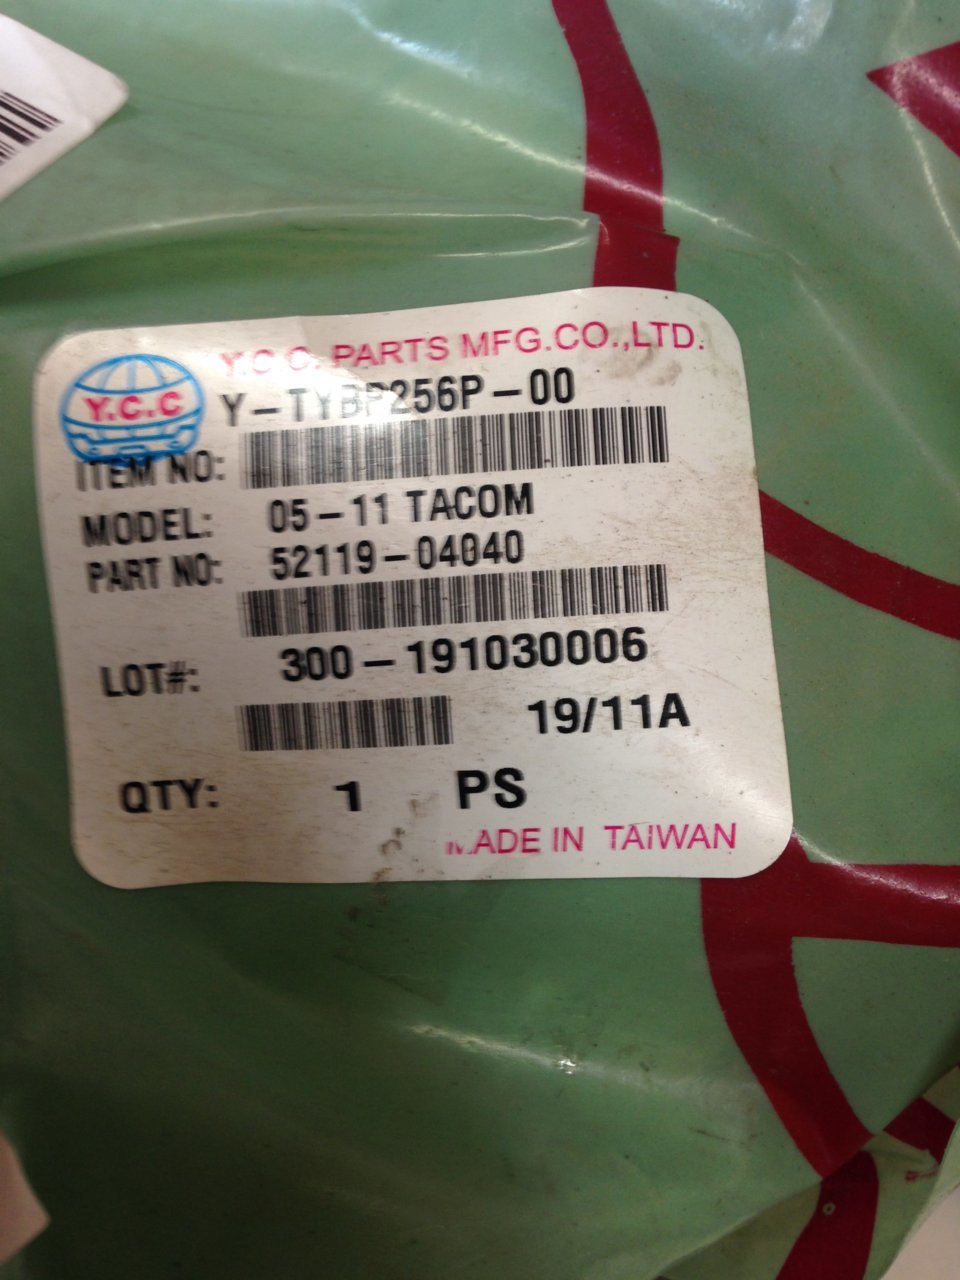 Y.C.C. PARTS MFG.CO.,LTD.
Y.C.C
Y-TYBP256P-00
ITEM NO:
MODEL: 05-11 TACOM
PART NO: 52119-04040
LOT#: 300-191030006
19/11A
QTY: 1 PS
MADE IN TAIWAN